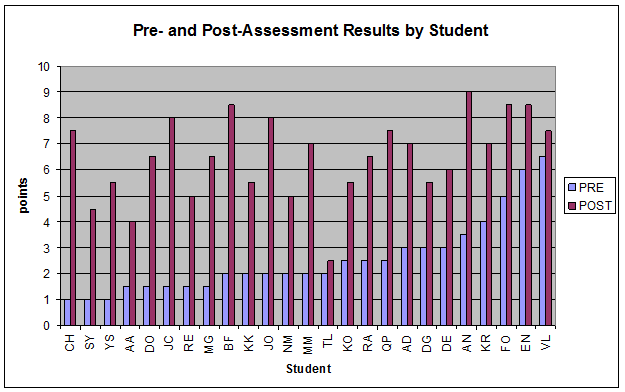 Pre- and Post-Assessment Results by Student
10
9
8
7
6
5
4
3
2
1
0
points
CH SY YS AA DO JC RE MG BF KK JO NM MM TL KO RA QP AD DG DE AN KR FO EN VL
Student
PRE
POST